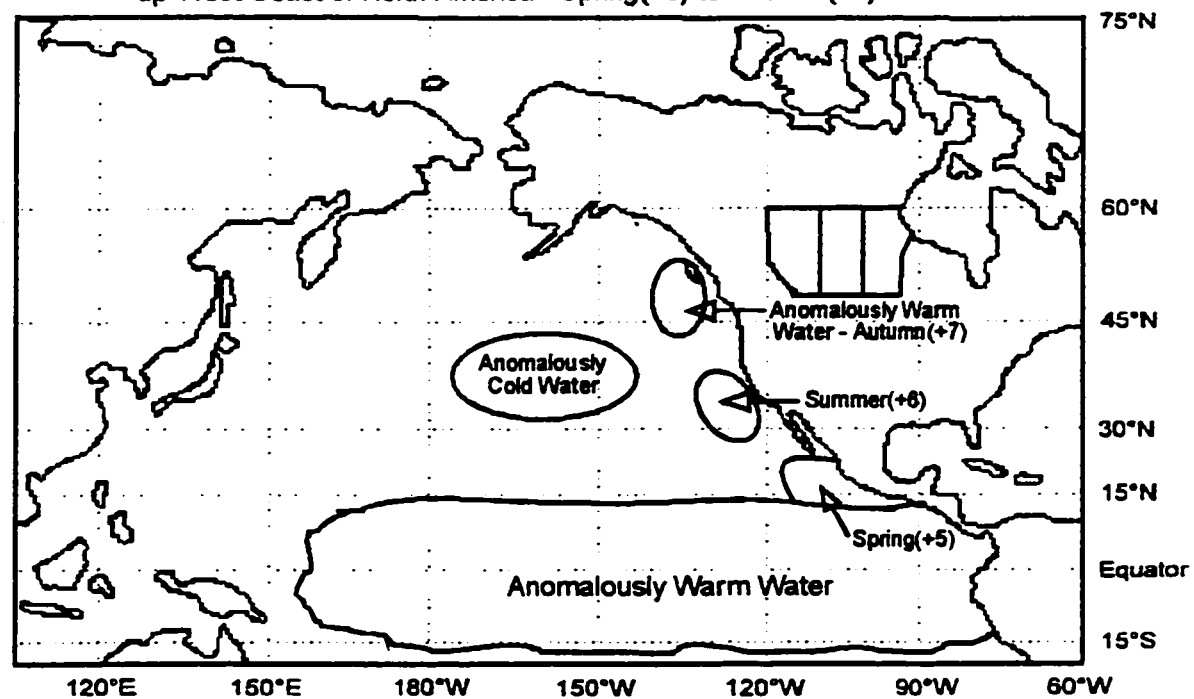 75°N
60°N
Anomalously Warm
Water - Autumn(+7)
45°N
Anomalously
Cold Water
Summer(+6)
30°N
15°N
Spring(+5)
Anomalously Warm Water
Equator
15°S
120°E 150°E 180°W 150°W 120°W 90°W 60°W